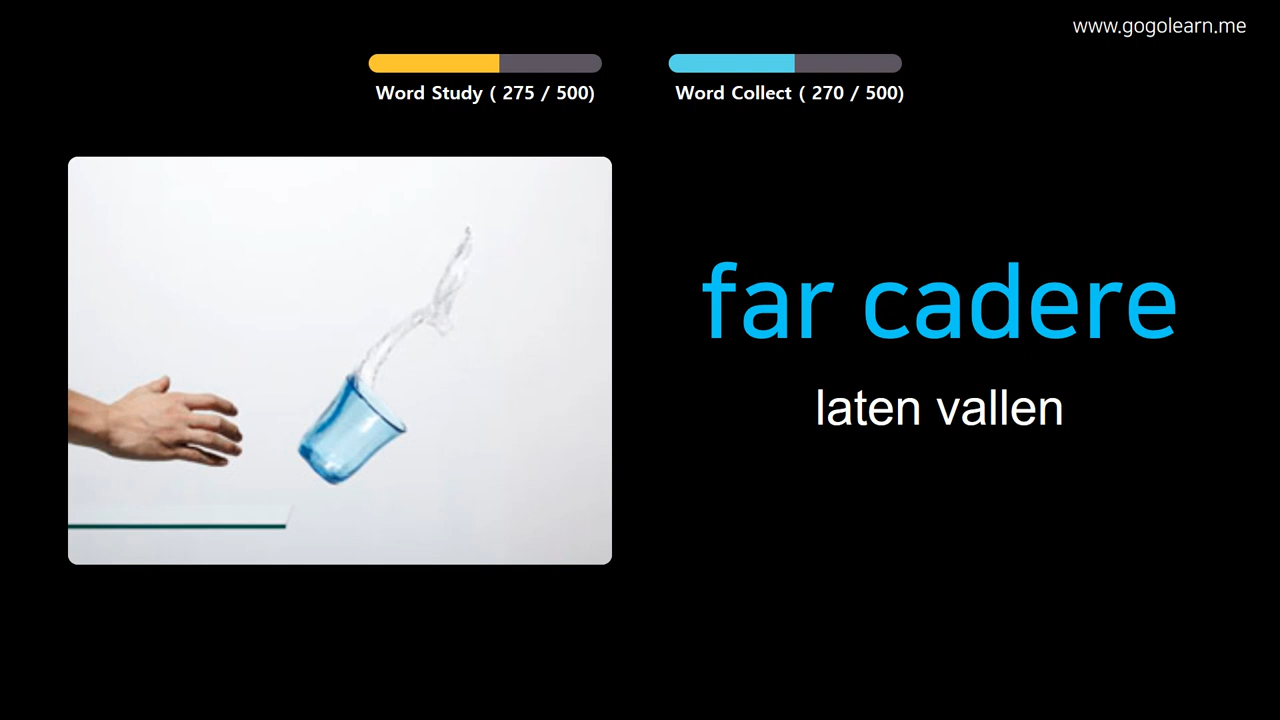 www.gogolearn.me
Word Study ( 275 / 500)
Word Collect ( 270 / 500)
far cadere
laten vallen